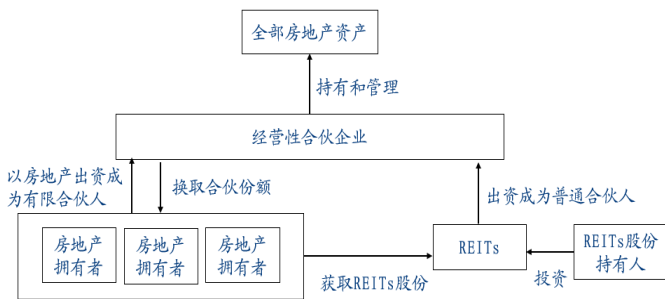 全部房地产资产
持有和管理
经营性合伙企业
以房地产出资成
为有限合伙人
换取合伙份额
出资成为普通合伙人
房地产
拥有者
房地产
拥有者
房地产
拥有者
获取REITs股份
REITs
投资
REITs股份
持有人